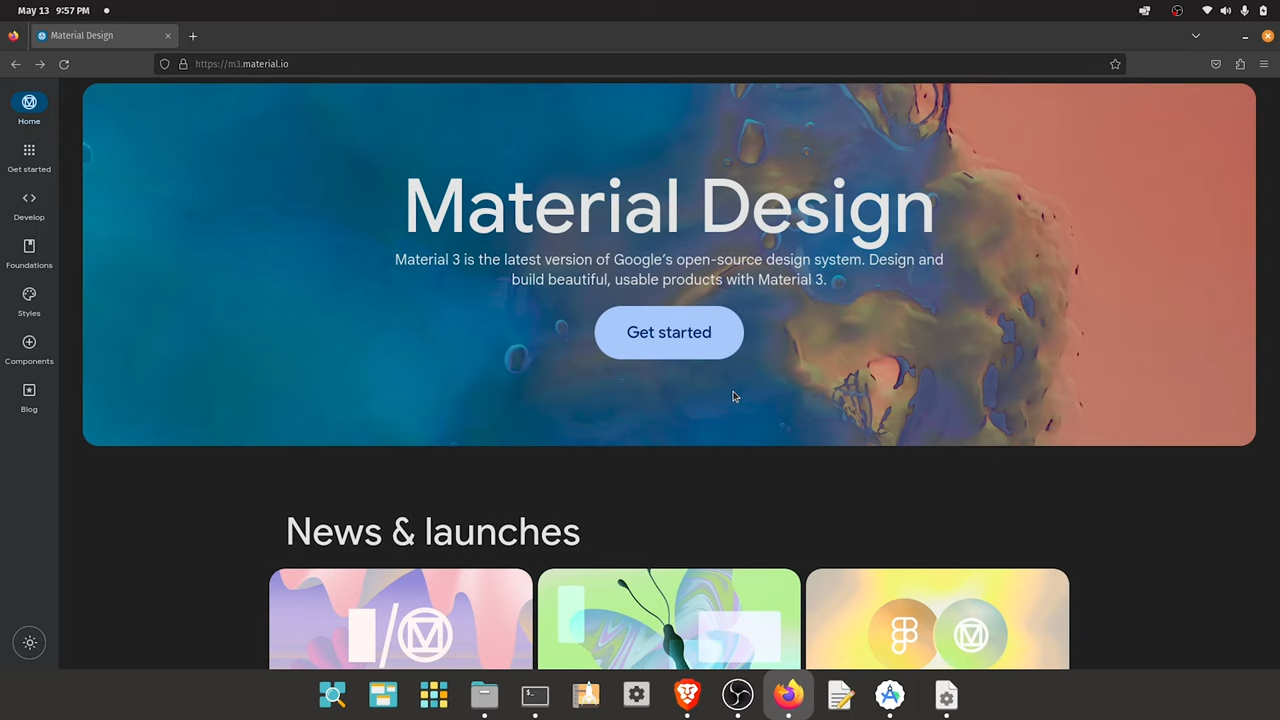 May 13 9:57 PM
Material Design
https://m3.material.io
Home
Get started
Develop
Foundations
Styles
Components
Blog
Material Design
Material 3 is the latest version of Google's open-source design system. Design and
build beautiful, usable products with Material 3.
Get started
News & launches